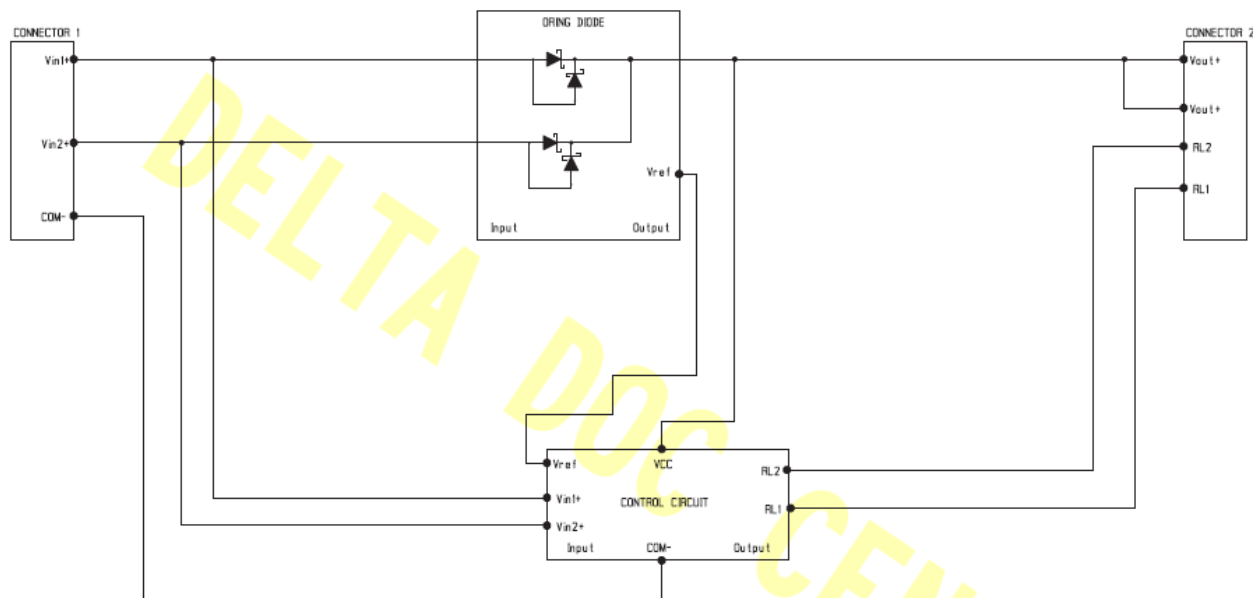 CONNECTOR 1
Vin1+
Vin2+
COM-
ORING DIODE
Vref
Input
Output
CONNECTOR 2
Vout+
Vout+
RL2
RL1
Vref
VCC
RL2
Vin1+
CONTROL CIRCUIT
RL1
Vin2+
Input
COM-
Output
DELTA DOC CEN